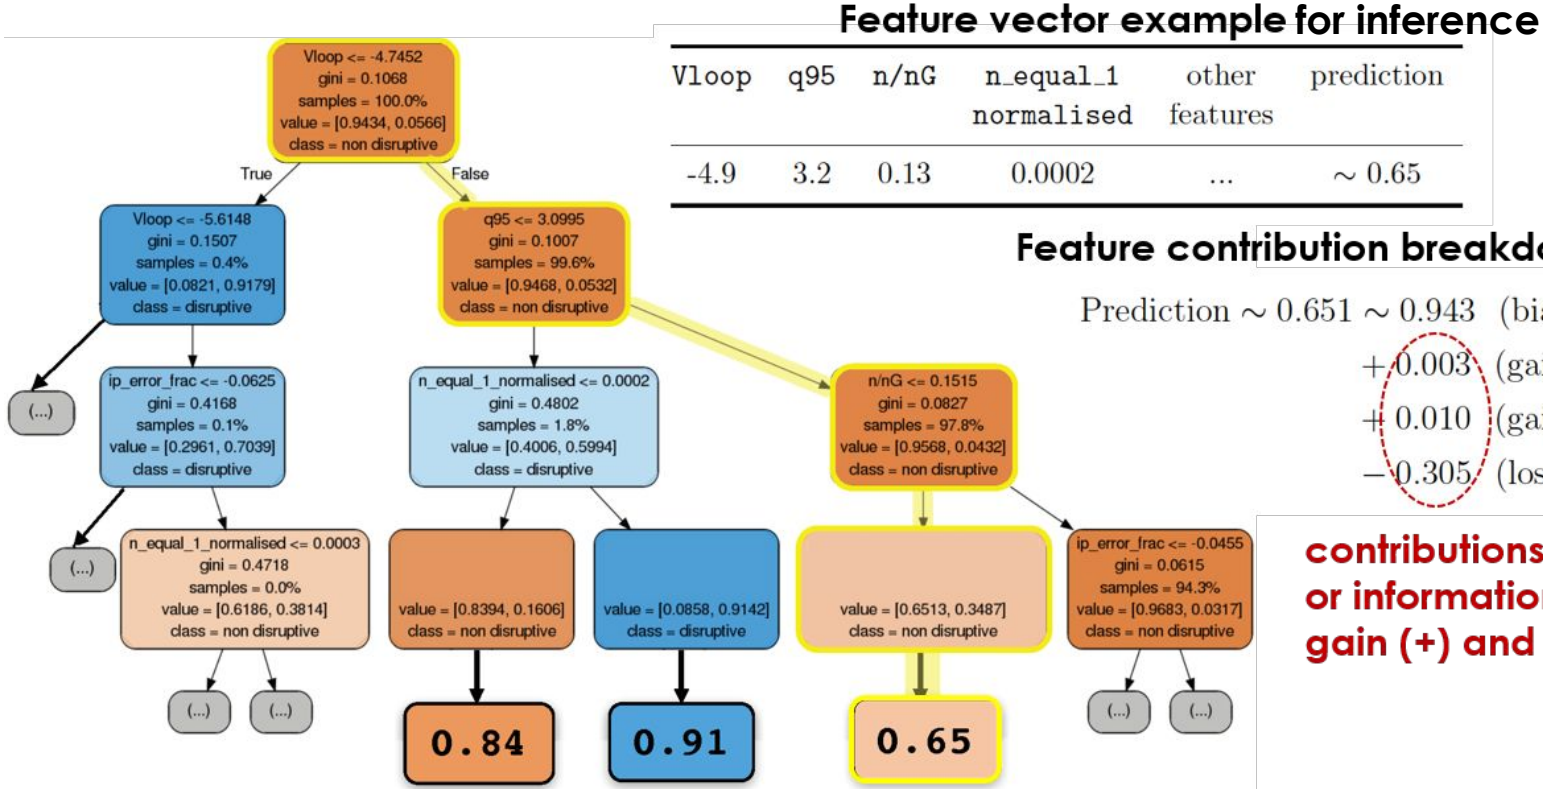 Feature vector example for inference
Vloop q95 n/nG n_equal_1 other prediction
normalised features
-4.9 3.2 0.13 0.0002 ... ~ 0.65
Vloop <= -4.7452
gini = 0.1068
samples = 100.0%
value = [0.9434, 0.0566]
class = non disruptive
True
False
Vloop <= -5.6148
gini = 0.1507
samples = 0.4%
value = [0.0821, 0.9179]
class = disruptive
q95 <= 3.0995
gini = 0.1007
samples = 99.6%
value = [0.9468, 0.0532]
class = non disruptive
Feature contribution breakdo
Prediction ~ 0.651 ~ 0.943 (bia
+ 0.003 (gai
+ 0.010 (gai
− 0.305 (los
(...)
ip_error_frac <= -0.0625
gini = 0.4168
samples = 0.1%
value = [0.2961, 0.7039]
class = disruptive
n_equal_1_normalised <= 0.0002
gini = 0.4802
samples = 1.8%
value = [0.4006, 0.5994]
class = disruptive
n/nG <= 0.1515
gini = 0.0827
samples = 97.8%
value = [0.9568, 0.0432]
class = non disruptive
(...)
n_equal_1_normalised <= 0.0003
gini = 0.4718
samples = 0.0%
value = [0.6186, 0.3814]
class = non disruptive
value = [0.8394, 0.1606]
class = non disruptive
value = [0.0858, 0.9142]
class = disruptive
value = [0.6513, 0.3487]
class = non disruptive
ip_error_frac <= -0.0455
gini = 0.0615
samples = 94.3%
value = [0.9683, 0.0317]
class = non disruptive
contributions
or information
gain (+) and
(...)
(...)
0.84
0.91
0.65
(...)
(...)